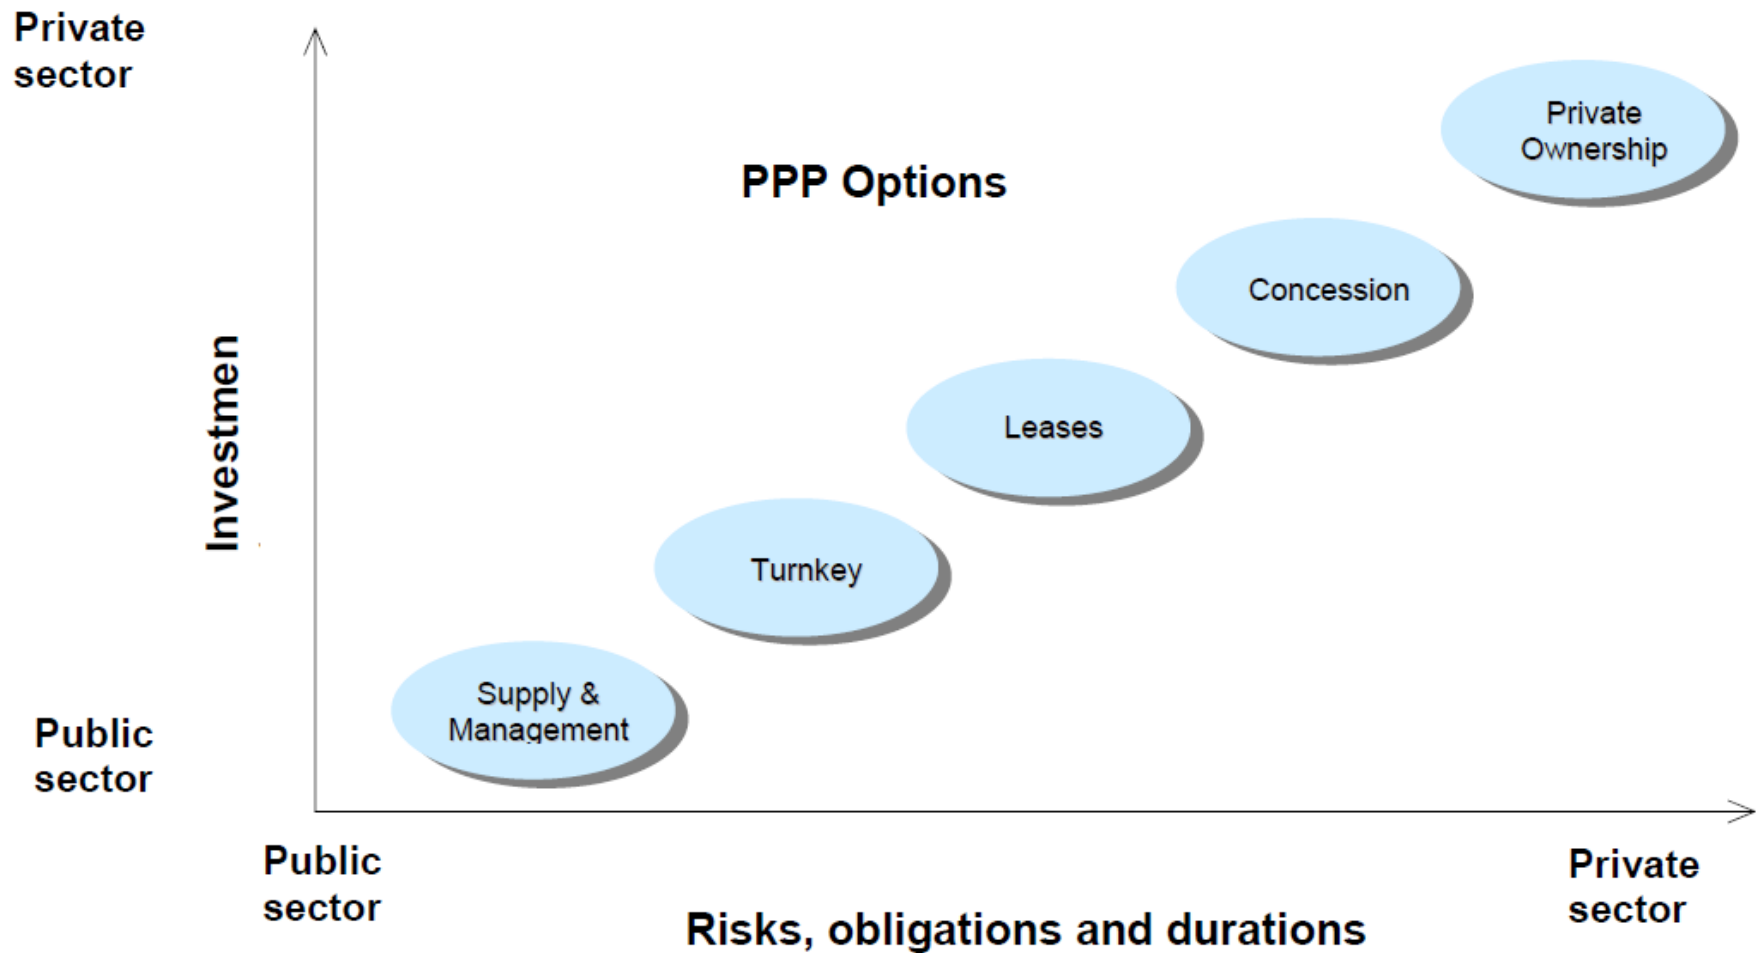 Private
sector
PPP Options
Private
Ownership
Concession
Leases
Turnkey
Supply &
Management
Investmen
Public
sector
Public
sector
Private
sector
Risks, obligations and durations